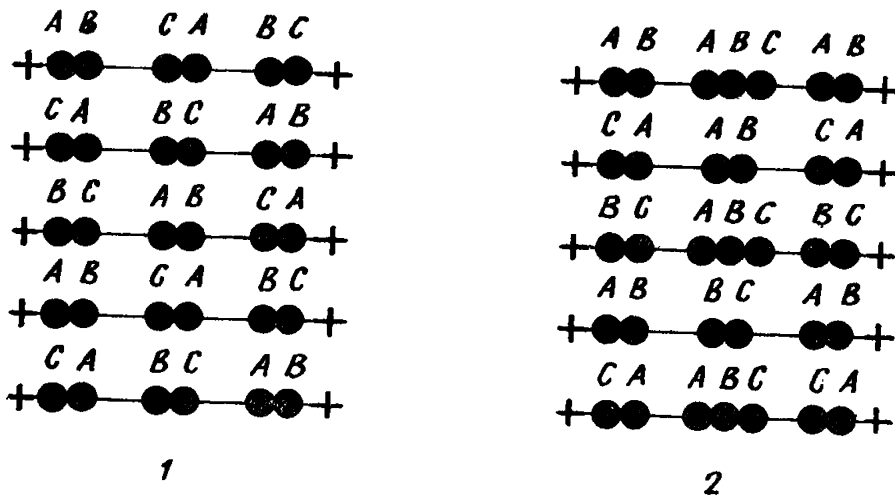 A B C A B C
C A B C A B
B C A B C A
A B C A B C
C A B C A B
1
A B A B C A B
C A A B C A
B C A B C B C
A B B C A B
C A A B C C A
2